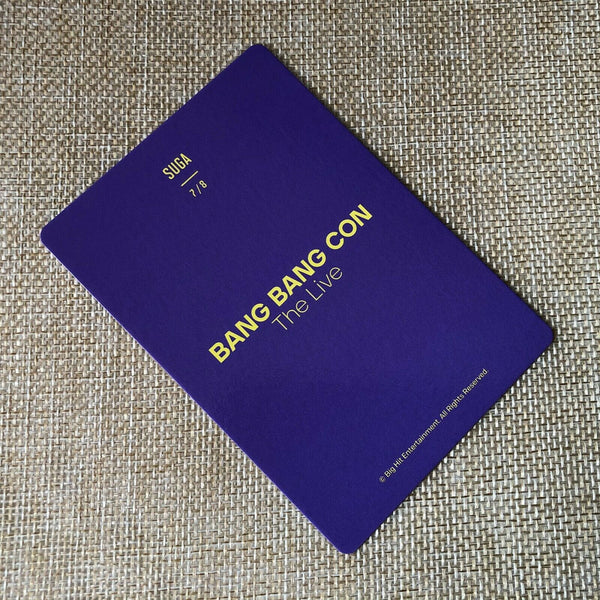 SUGA
7/8
BANG BANG CON
The Live
© Big Hit Entertainment. All Rights Reserved.